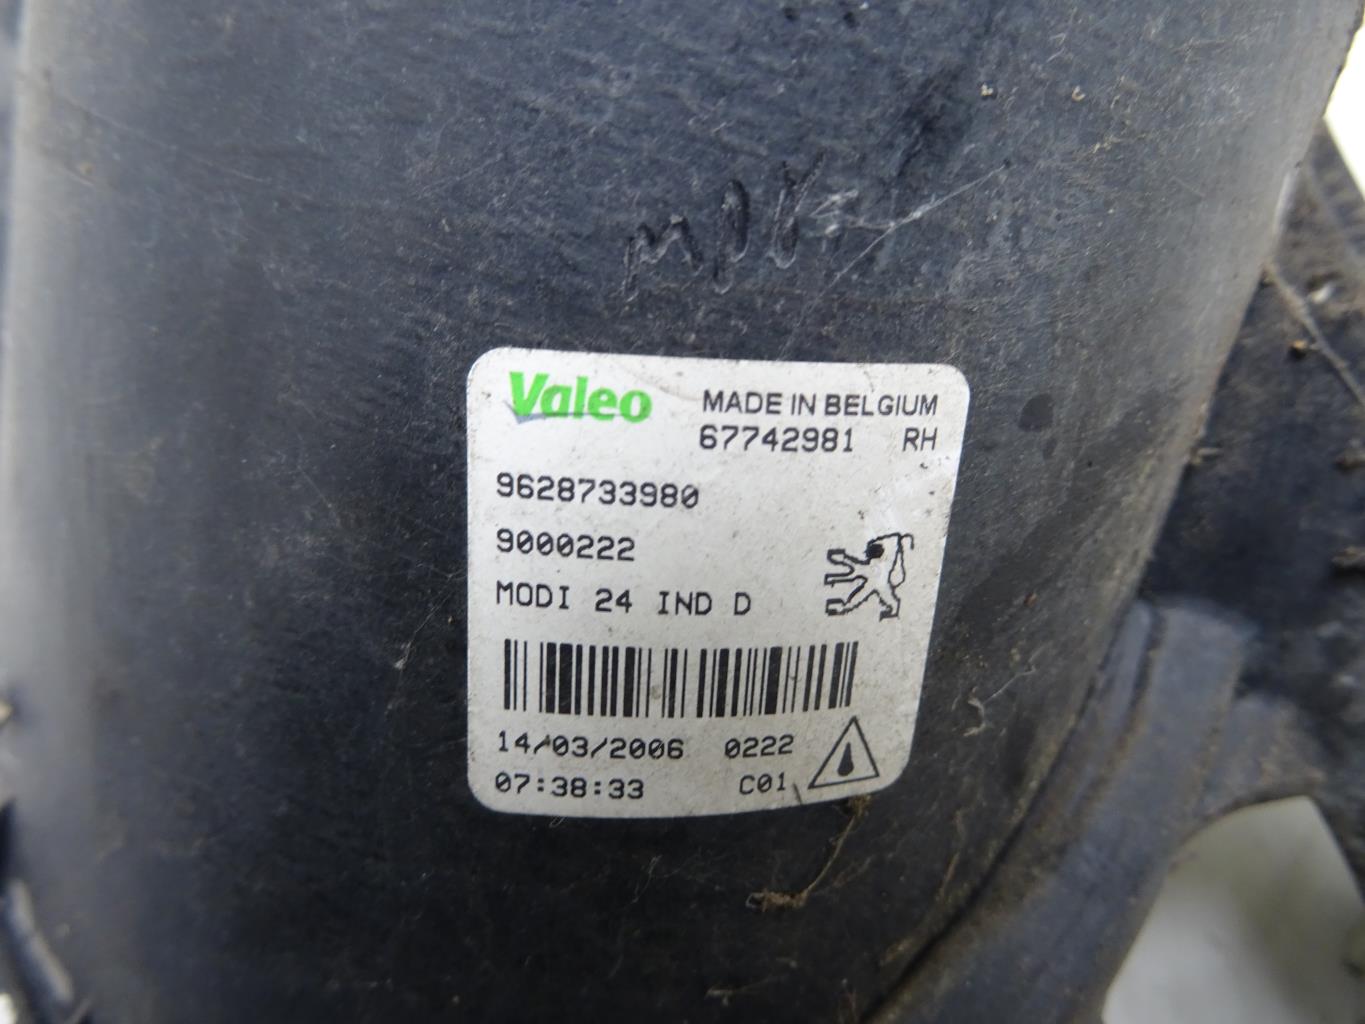 Valeo MADE IN BELGIUM
67742981 RH
9628733980
9000222
MODI 24 IND D
14/03/2006 0222
07:38:33 C01